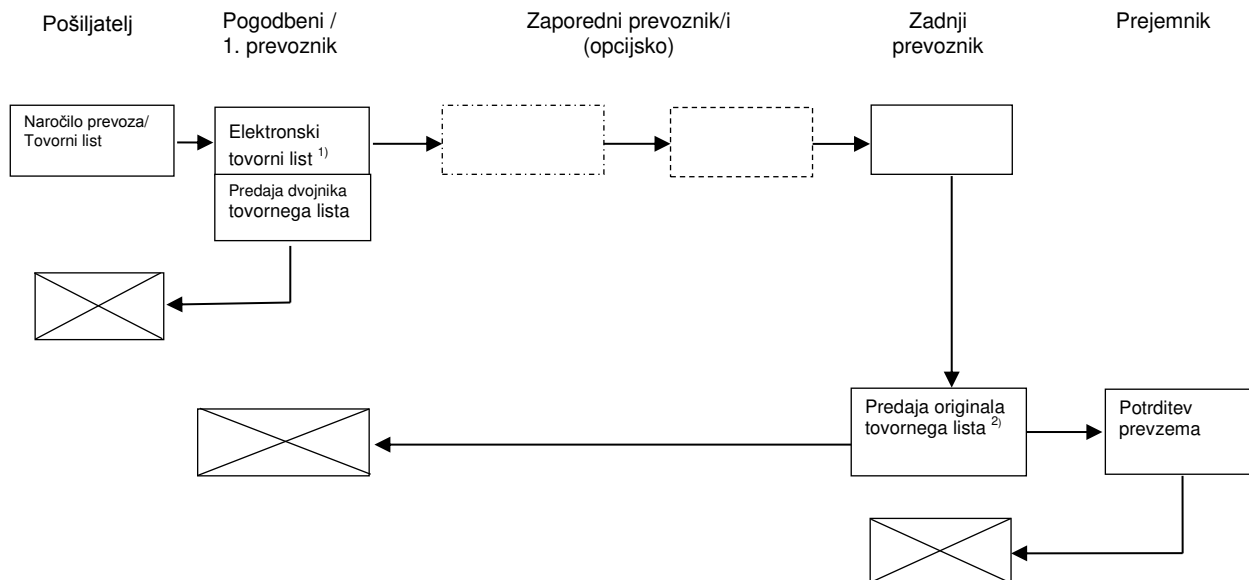 Pošiljatelj
Pogodbeni /
1. prevoznik
Zaporedni prevoznik/i
(opcijsko)
Zadnji
prevoznik
Prejemnik
Naročilo prevoza/
Tovorni list
Elektronski
tovorni list 1)
Predaja dvojnika
tovornega lista
Predaja originala
tovornega lista 2)
Potrditev
prevzema